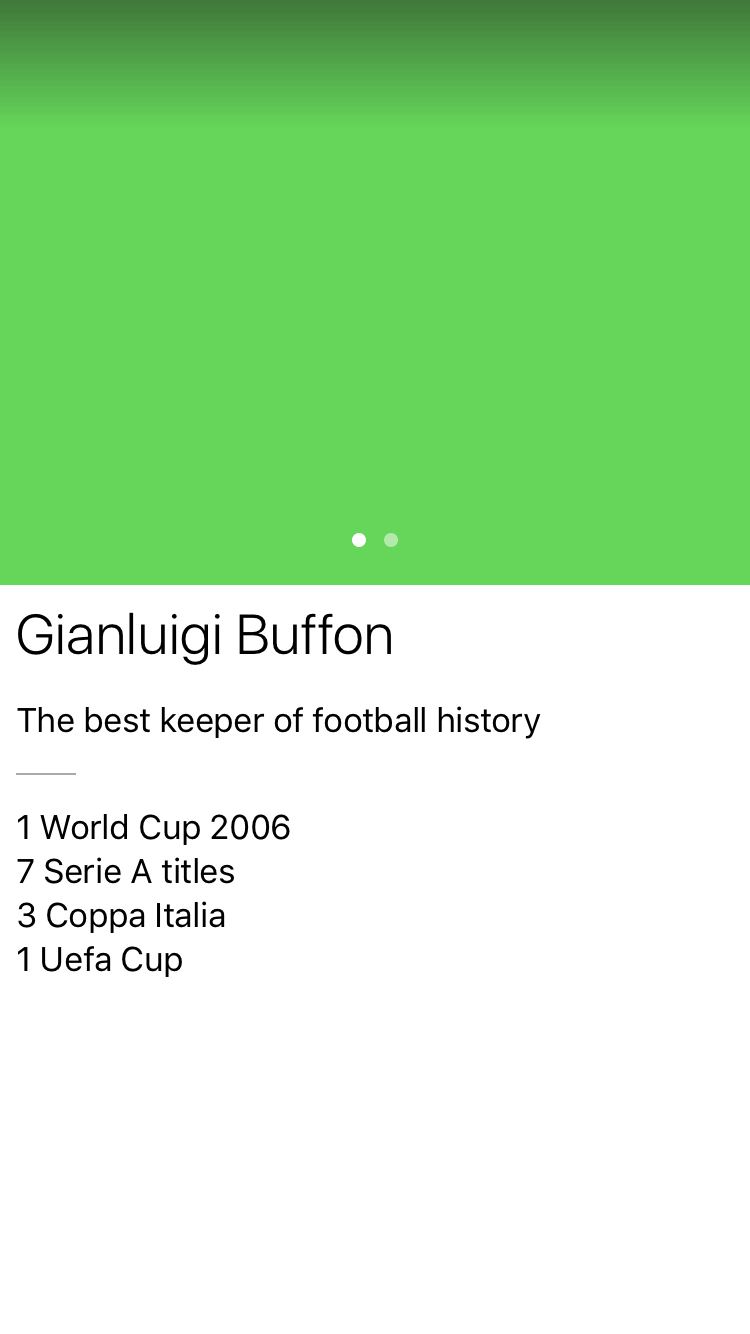 Gianluigi Buffon
The best keeper of football history
1 World Cup 2006
7 Serie A titles
3 Coppa Italia
1 Uefa Cup